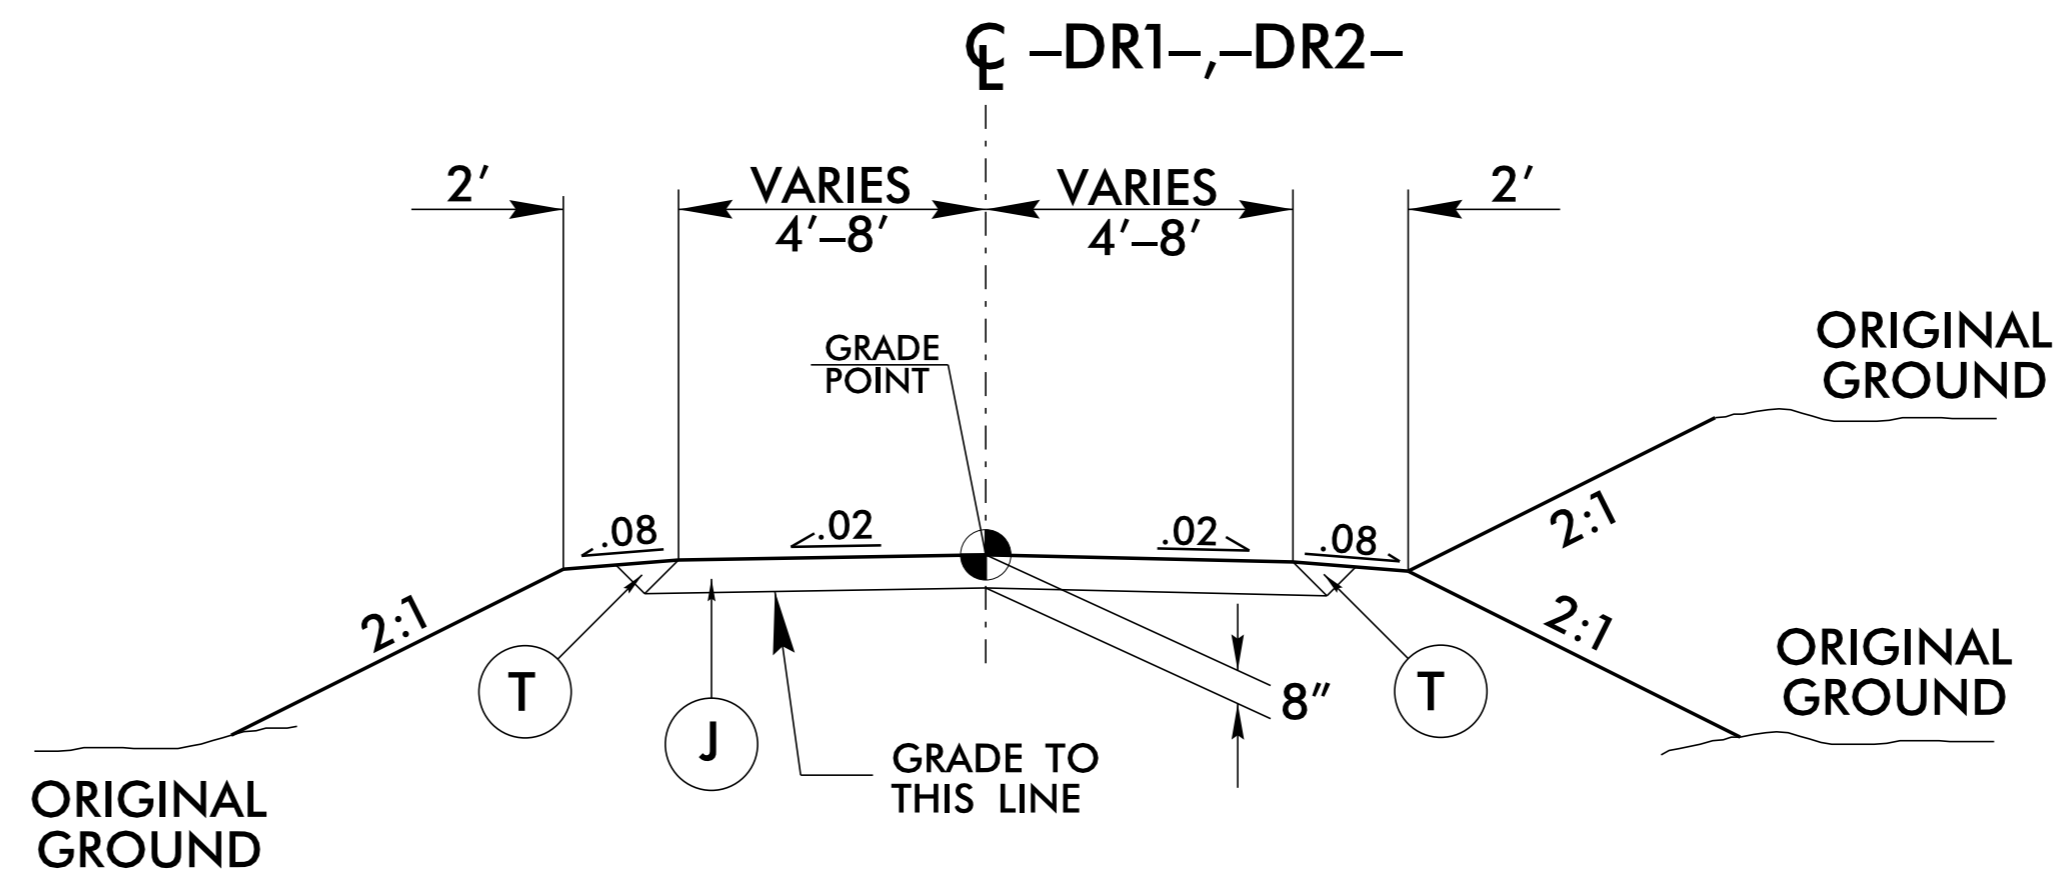 ℄ –DR1–,–DR2–
2'
VARIES
4'–8'
VARIES
4'–8'
2'
GRADE
POINT
ORIGINAL
GROUND
.08
.02
.02
.08
2:1
2:1
2:1
ORIGINAL
GROUND
T
J
8"
T
GRADE TO
THIS LINE
ORIGINAL
GROUND